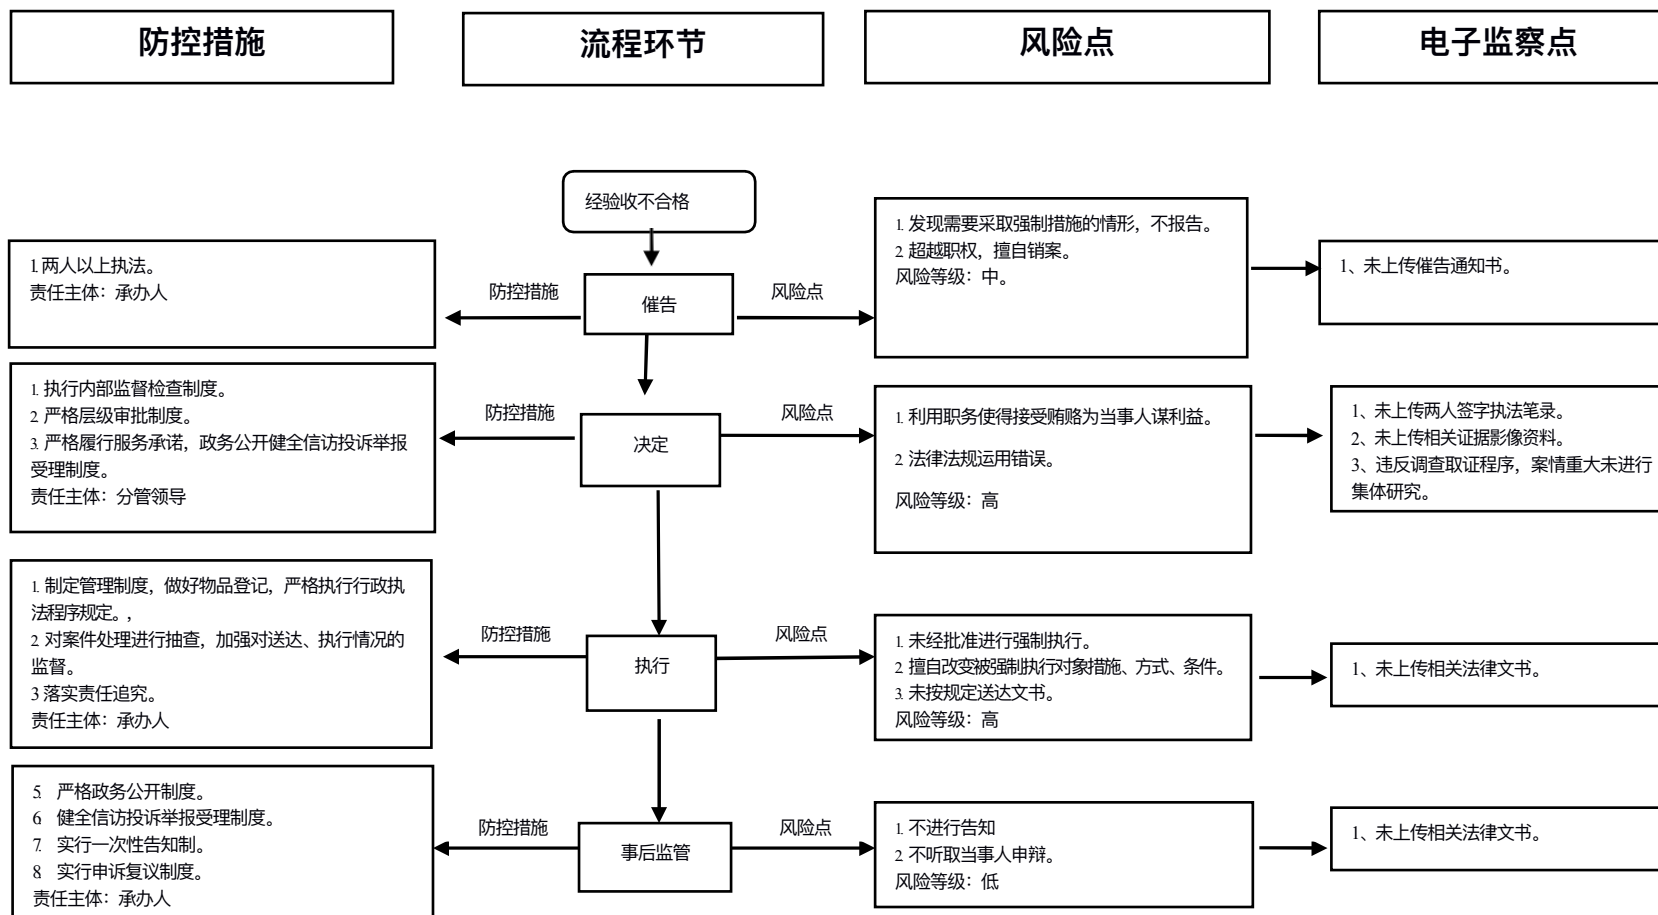 防控措施
流程环节
风险点
电子监察点
经验收不合格
1.两人以上执法。
责任主体：承办人
防控措施
催告
风险点
1. 发现需要采取强制措施的情形，不报告。
2. 超越职权，擅自销案。
风险等级：中。
1、未上传催告通知书。
1. 执行内部监督检查制度。
2. 严格层级审批制度。
3. 严格履行服务承诺，政务公开健全信访投诉举报
受理制度。
责任主体：分管领导
防控措施
决定
风险点
1. 利用职务使得接受贿赂为当事人谋利益。
2. 法律法规运用错误。
风险等级：高
1、未上传两人签字执法笔录。
2、未上传相关证据影像资料。
3、违反调查取证程序，案情重大未进行
集体研究。
1. 制定管理制度，做好物品登记，严格执行行政执
法程序规定。，
2. 对案件处理进行抽查，加强对送达、执行情况的
监督。
3 落实责任追究。
责任主体：承办人
防控措施
执行
风险点
1. 未经批准进行强制执行。
2. 擅自改变被强制执行对象措施、方式、条件。
3. 未按规定送达文书。
风险等级：高
1、未上传相关法律文书。
5. 严格政务公开制度。
6. 健全信访投诉举报受理制度。
7. 实行一次性告知制。
8. 实行申诉复议制度。
责任主体：承办人
防控措施
事后监管
风险点
1. 不进行告知
2. 不听取当事人申辩。
风险等级：低
1、未上传相关法律文书。